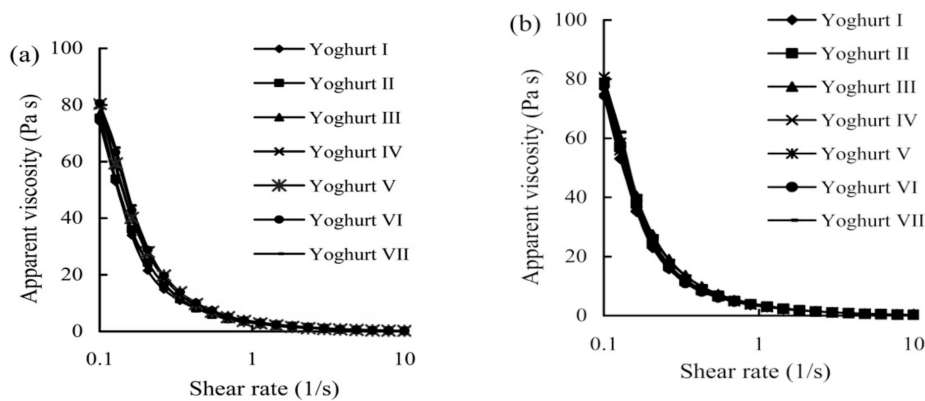 (a)
Apparent viscosity (Pa s)
100
80
60
40
20
0
0.1
1
10
Shear rate (1/s)
Yoghurt I
Yoghurt II
Yoghurt III
Yoghurt IV
Yoghurt V
Yoghurt VI
Yoghurt VII
(b)
Apparent viscosity (Pa s)
100
80
60
40
20
0
0.1
1
10
Shear rate (1/s)
Yoghurt I
Yoghurt II
Yoghurt III
Yoghurt IV
Yoghurt V
Yoghurt VI
Yoghurt VII